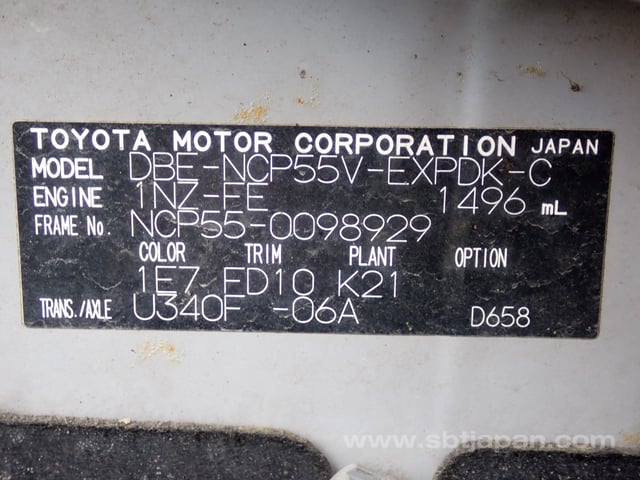 TOYOTA MOTOR CORPORATION JAPAN
MODEL DBE-NCP55V-EXPDK-C
ENGINE 1NZ-FE 1496 mL
FRAME No. NCP55-0098929
COLOR TRIM PLANT OPTION
1E7 FD10 K21
TRANS./AXLE U340F -06A D658
www.sbtjapan.com